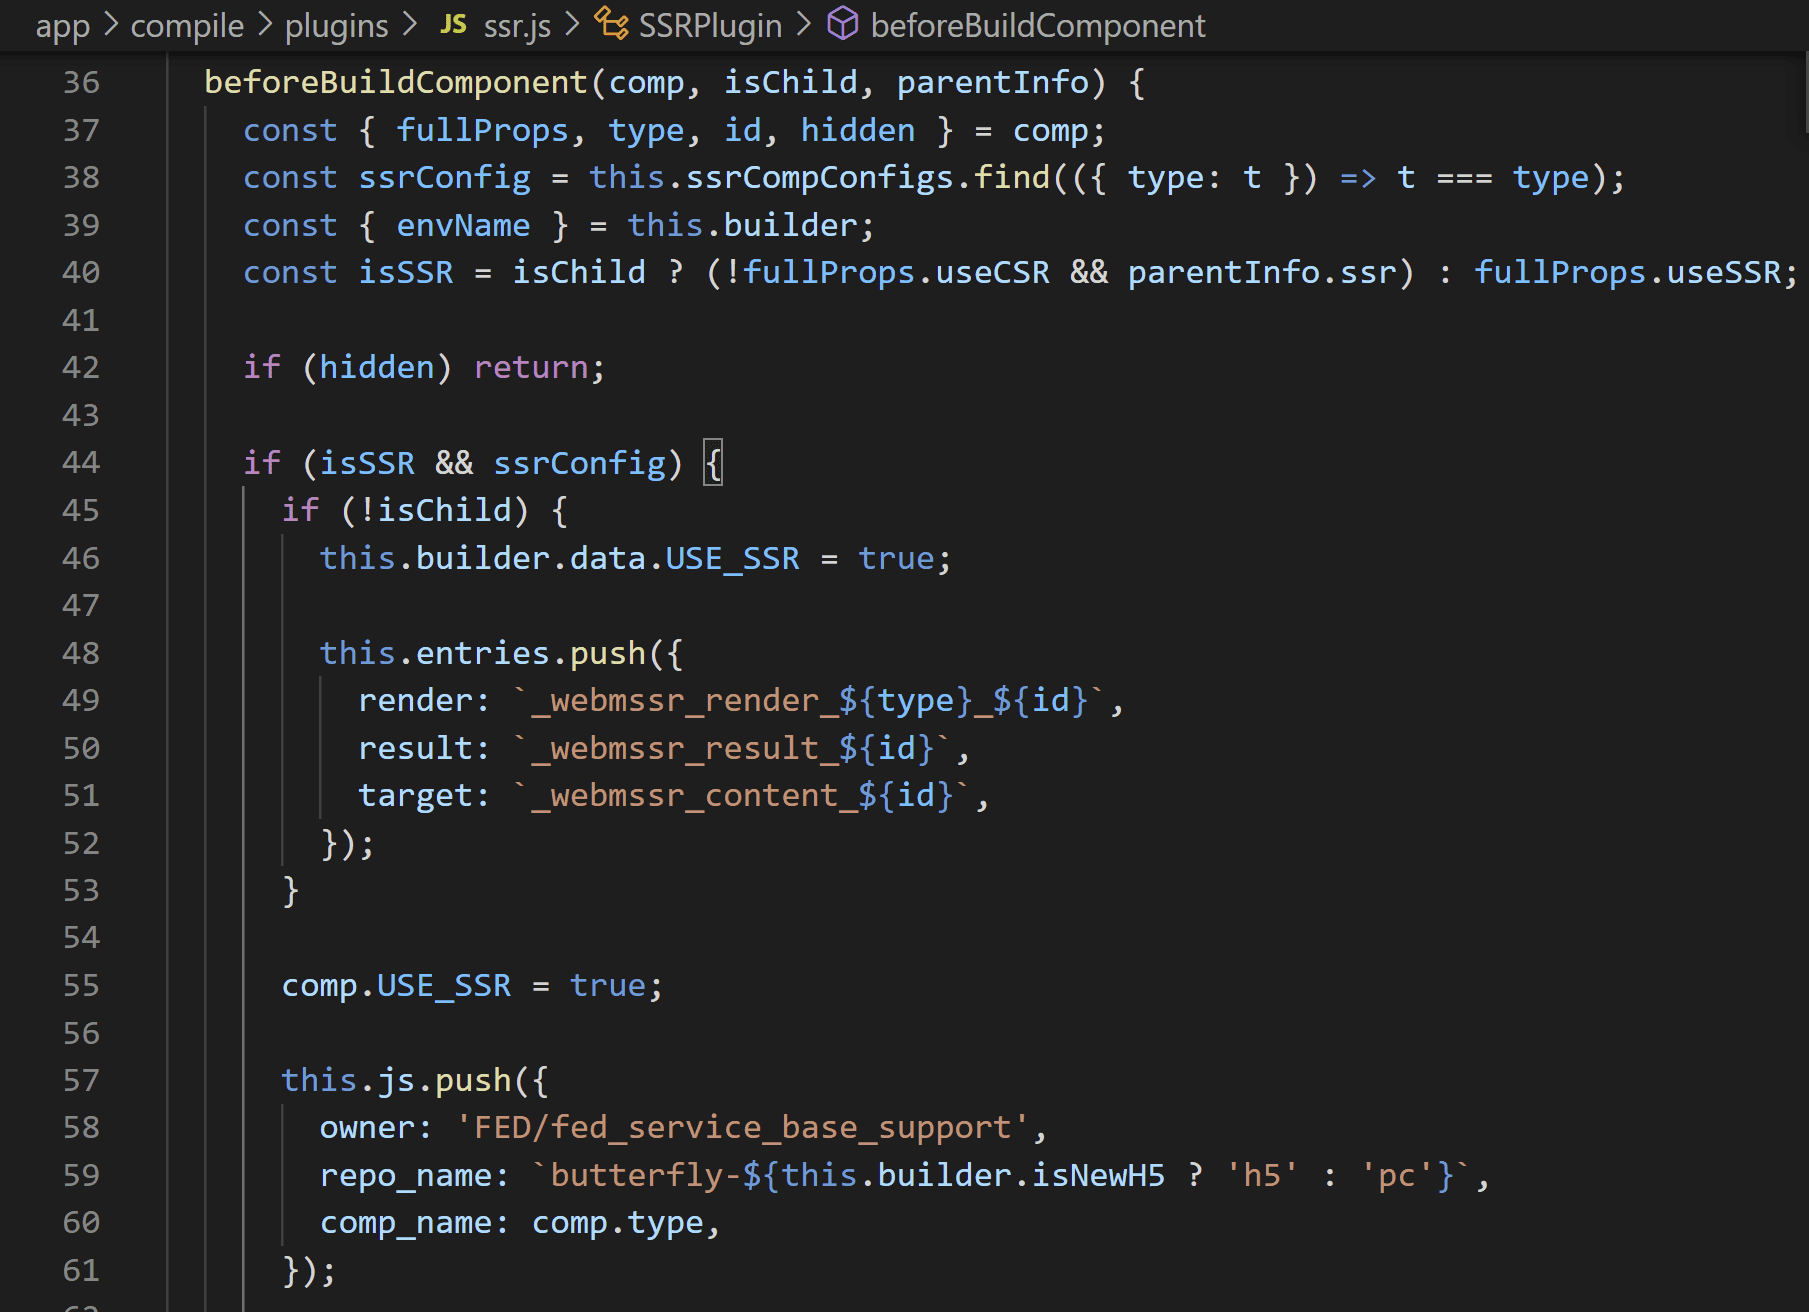 app > compile > plugins > JS ssr.js > SSRPlugin > beforeBuildComponent
36 beforeBuildComponent(comp, isChild, parentInfo) {
37 const { fullProps, type, id, hidden } = comp;
38 const ssrConfig = this.ssrCompConfigs.find(({ type: t }) => t === type);
39 const { envName } = this.builder;
40 const isSSR = isChild ? (!fullProps.useCSR && parentInfo.ssr) : fullProps.useSSR;
41
42 if (hidden) return;
43
44 if (isSSR && ssrConfig) {
45 if (!isChild) {
46 this.builder.data.USE_SSR = true;
47
48 this.entries.push({
49 render: `_webmssr_render_${type}_${id}`,
50 result: `_webmssr_result_${id}`,
51 target: `_webmssr_content_${id}`,
52 });
53 }
54
55 comp.USE_SSR = true;
56
57 this.js.push({
58 owner: 'FED/fed_service_base_support',
59 repo_name: `butterfly-${this.builder.isNewH5 ? 'h5' : 'pc'}`,
60 comp_name: comp.type,
61 });